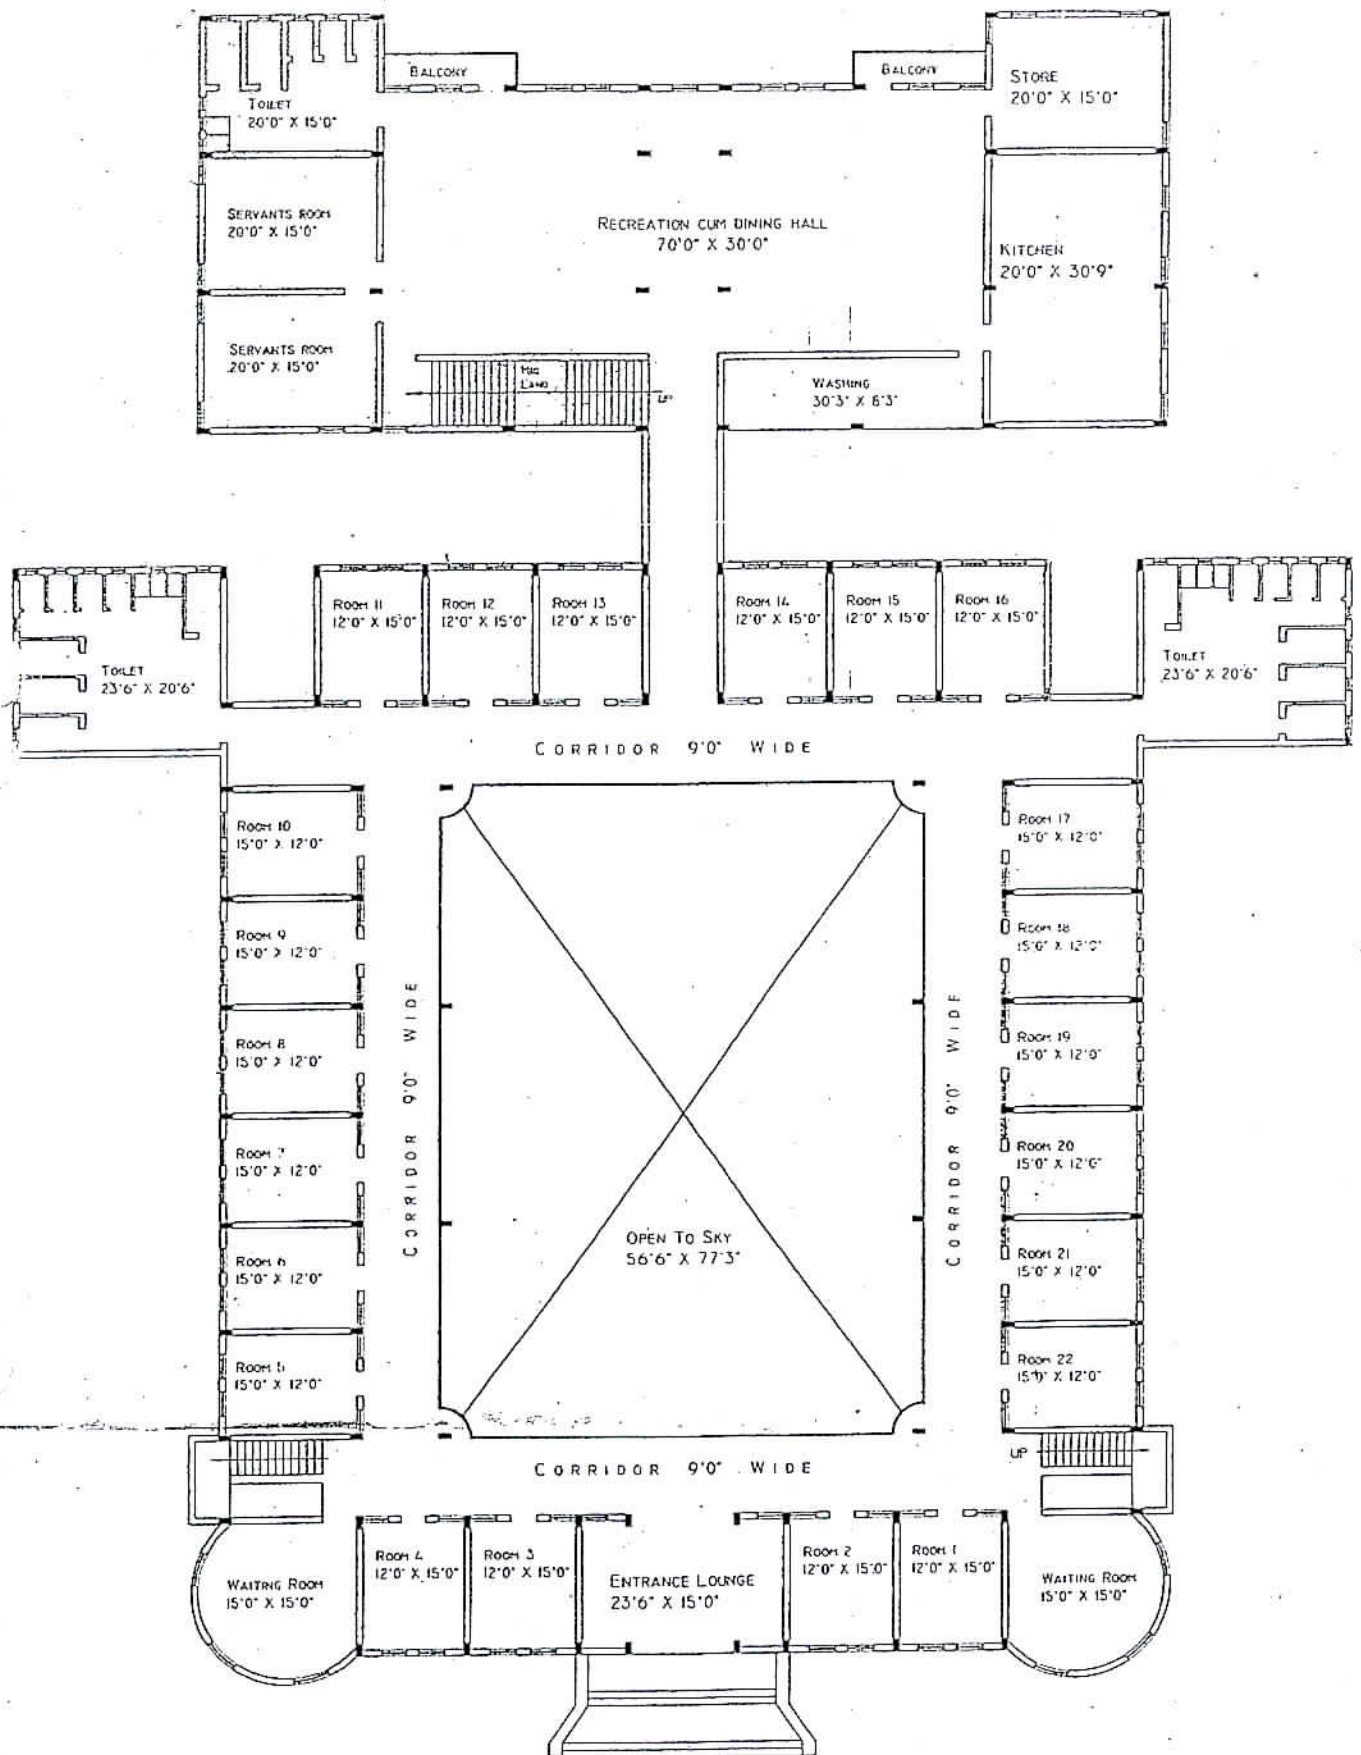 BALCONY
BALCONY
STORE
20'0" X 15'0"
TOILET
20'0" X 15'0"
SERVANTS ROOM
20'0" X 15'0"
RECREATION CUM DINING HALL
70'0" X 30'0"
KITCHEN
20'0" X 30'9"
SERVANTS ROOM
20'0" X 15'0"
LAND
UP
WASHING
30'3" X 6'3"
ROOM 11
12'0" X 15'0"
ROOM 12
12'0" X 15'0"
ROOM 13
12'0" X 15'0"
ROOM 14
12'0" X 15'0"
ROOM 15
12'0" X 15'0"
ROOM 16
12'0" X 15'0"
TOILET
23'6" X 20'6"
TOILET
23'6" X 20'6"
CORRIDOR 9'0" WIDE
ROOM 10
15'0" X 12'0"
ROOM 17
15'0" X 12'0"
ROOM 9
15'0" X 12'0"
ROOM 18
15'0" X 12'0"
ROOM 8
15'0" X 12'0"
ROOM 19
15'0" X 12'0"
CORRIDOR 9'0" WIDE
CORRIDOR 9'0" WIDE
ROOM 7
15'0" X 12'0"
ROOM 20
15'0" X 12'0"
OPEN TO SKY
56'6" X 77'3"
ROOM 6
15'0" X 12'0"
ROOM 21
15'0" X 12'0"
ROOM 5
15'0" X 12'0"
ROOM 22
15'0" X 12'0"
UP
CORRIDOR 9'0" WIDE
ROOM 4
12'0" X 15'0"
ROOM 3
12'0" X 15'0"
ROOM 2
12'0" X 15'0"
ROOM 1
12'0" X 15'0"
WAITING ROOM
15'0" X 15'0"
ENTRANCE LOUNGE
23'6" X 15'0"
WAITING ROOM
15'0" X 15'0"